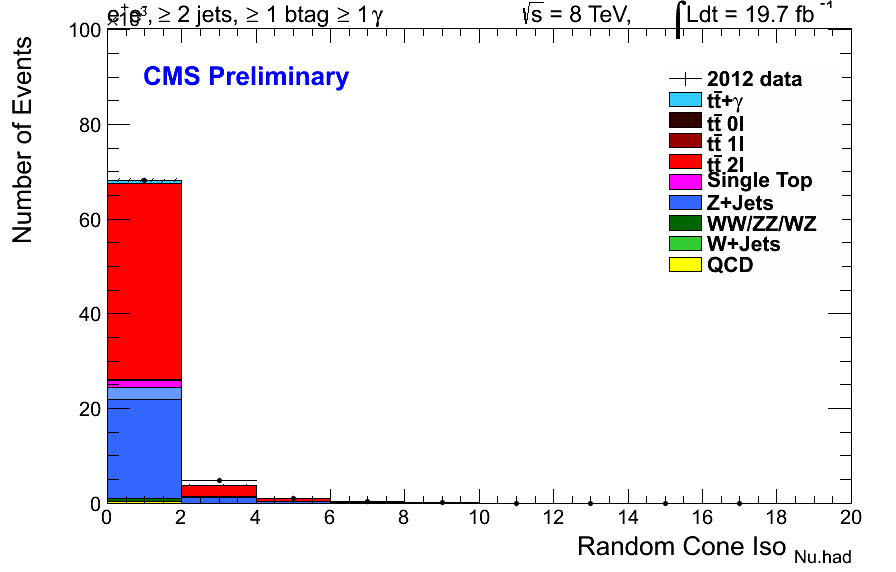 ×10³
e⁺e⁻, ≥ 2 jets, ≥ 1 btag ≥ 1 γ
√s = 8 TeV, ∫Ldt = 19.7 fb⁻¹
CMS Preliminary
2012 data
tt̄+γ
tt̄ 0l
tt̄ 1l
tt̄ 2l
Single Top
Z+Jets
WW/ZZ/WZ
W+Jets
QCD
Number of Events
100
80
60
40
20
0
0 2 4 6 8 10 12 14 16 18 20
Random Cone Iso Nu.had